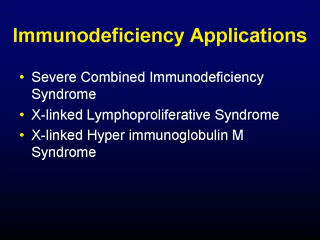 Immunodeficiency Applications
• Severe Combined Immunodeficiency
Syndrome
• X-linked Lymphoproliferative Syndrome
• X-linked Hyper immunoglobulin M
Syndrome